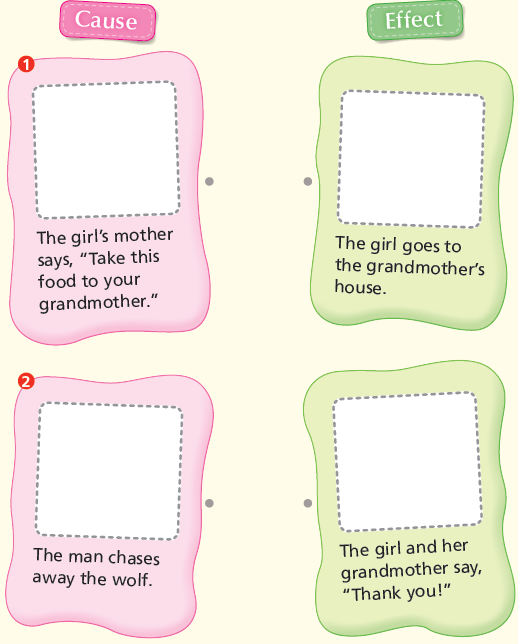 Cause
Effect
1
The girl's mother
says, “Take this
food to your
grandmother.”
The girl goes to
the grandmother's
house.
2
The man chases
away the wolf.
The girl and her
grandmother say,
“Thank you!”